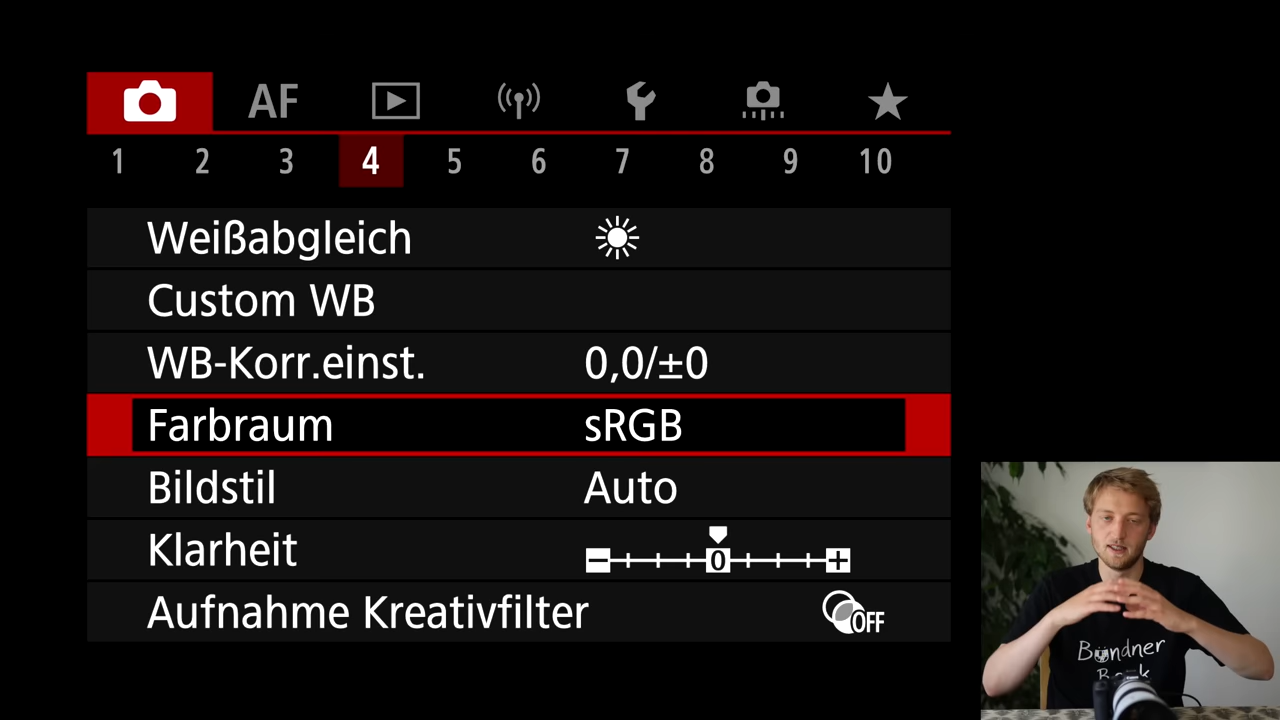 AF
1 2 3 4 5 6 7 8 9 10
Weißabgleich
Custom WB
WB-Korr.einst. 0,0/±0
Farbraum sRGB
Bildstil Auto
Klarheit 0
Aufnahme Kreativfilter OFF
Bündner